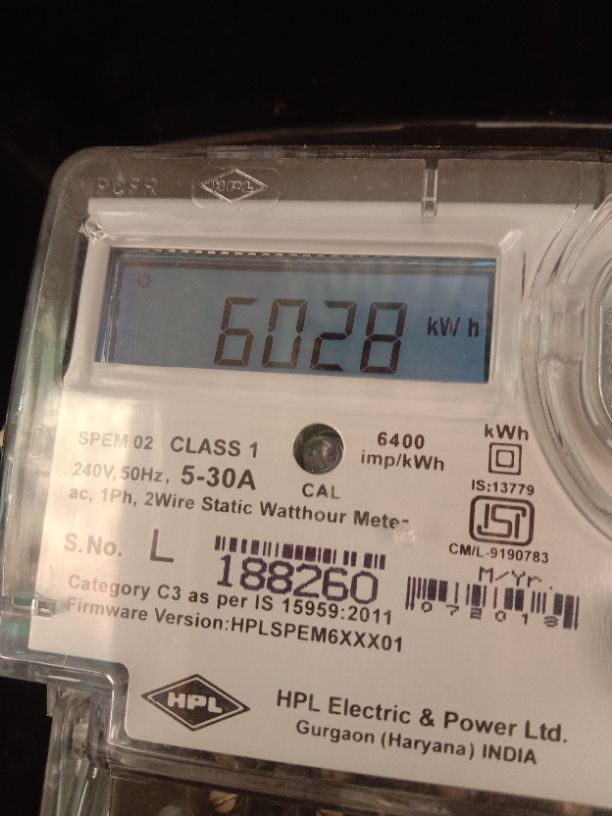 PCFR HPL
6028 kWh
SPEM 02 CLASS 1
240V, 50Hz, 5-30A
ac, 1Ph, 2Wire Static Watthour Meter
CAL
6400
imp/kWh
kWh
IS:13779
ISI
CM/L-9190783
S.No. L 188260
M/Yr.
072018
Category C3 as per IS 15959:2011
Firmware Version:HPLSPEM6XXX01
HPL
HPL Electric & Power Ltd.
Gurgaon (Haryana) INDIA